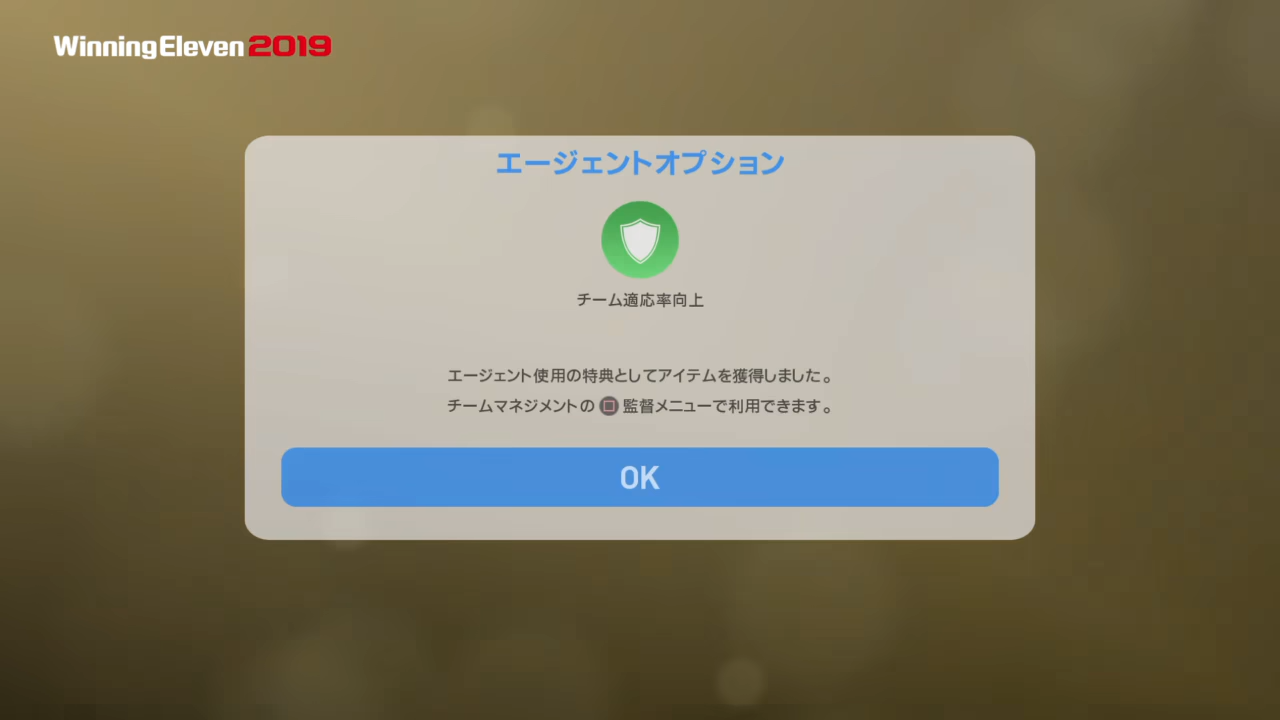 WinningEleven 2019
エージェントオプション
チーム適応率向上
エージェント使用の特典としてアイテムを獲得しました。
チームマネジメントの 監督メニューで利用できます。
OK